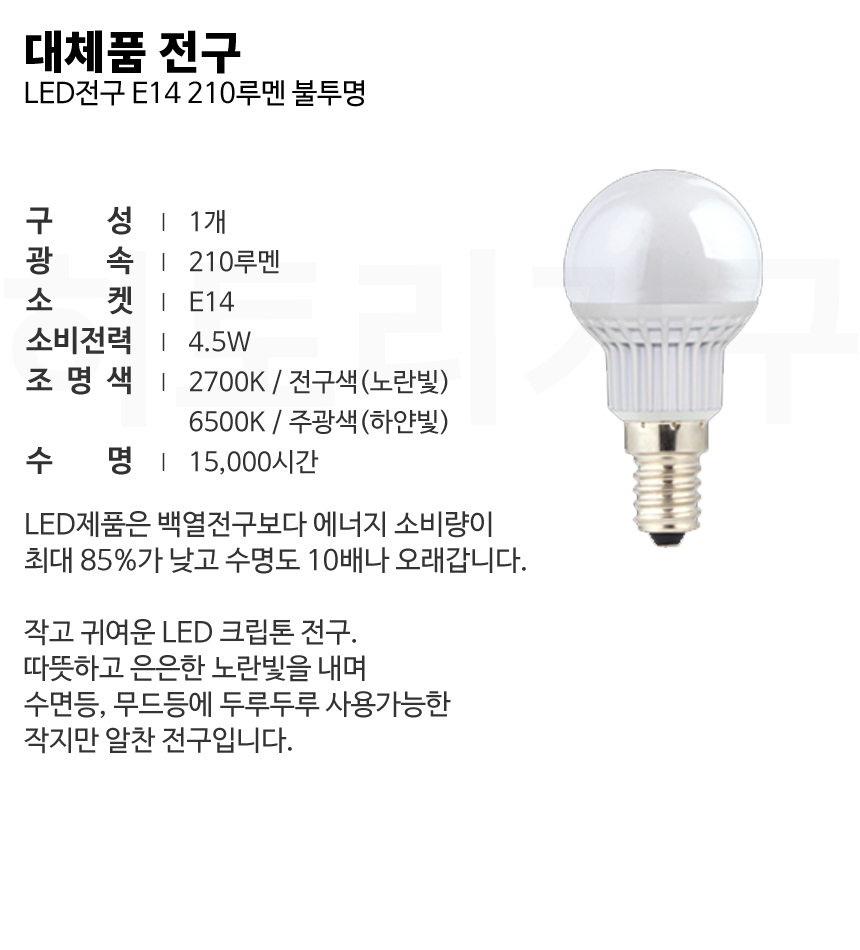 대체품 전구
LED전구 E14 210루멘 불투명
구 성 ㅣ 1개
광 속 ㅣ 210루멘
소 켓 ㅣ E14
소비전력 ㅣ 4.5W
조 명 색 ㅣ 2700K / 전구색(노란빛)
6500K / 주광색(하얀빛)
수 명 ㅣ 15,000시간
LED제품은 백열전구보다 에너지 소비량이
최대 85%가 낮고 수명도 10배나 오래갑니다.
작고 귀여운 LED 크립톤 전구.
따뜻하고 은은한 노란빛을 내며
수면등, 무드등에 두루두루 사용가능한
작지만 알찬 전구입니다.